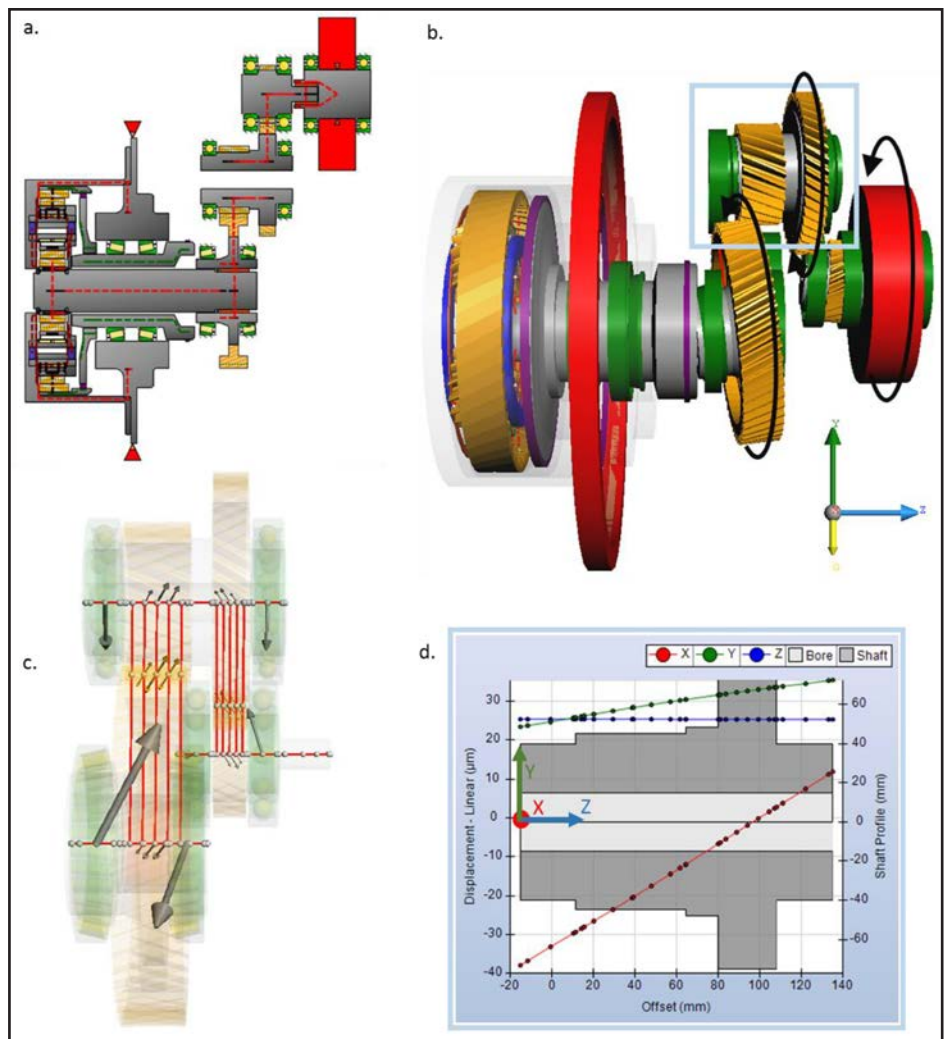 a.
b.
c.
d.
X Y Z Bore Shaft
Displacement - Linear (µm)
30
20
10
0
-10
-20
-30
-40
Y
X
Z
60
40
20
0
-20
-40
-60
Shaft Profile (mm)
-20 0 20 40 60 80 100 120 140
Offset (mm)